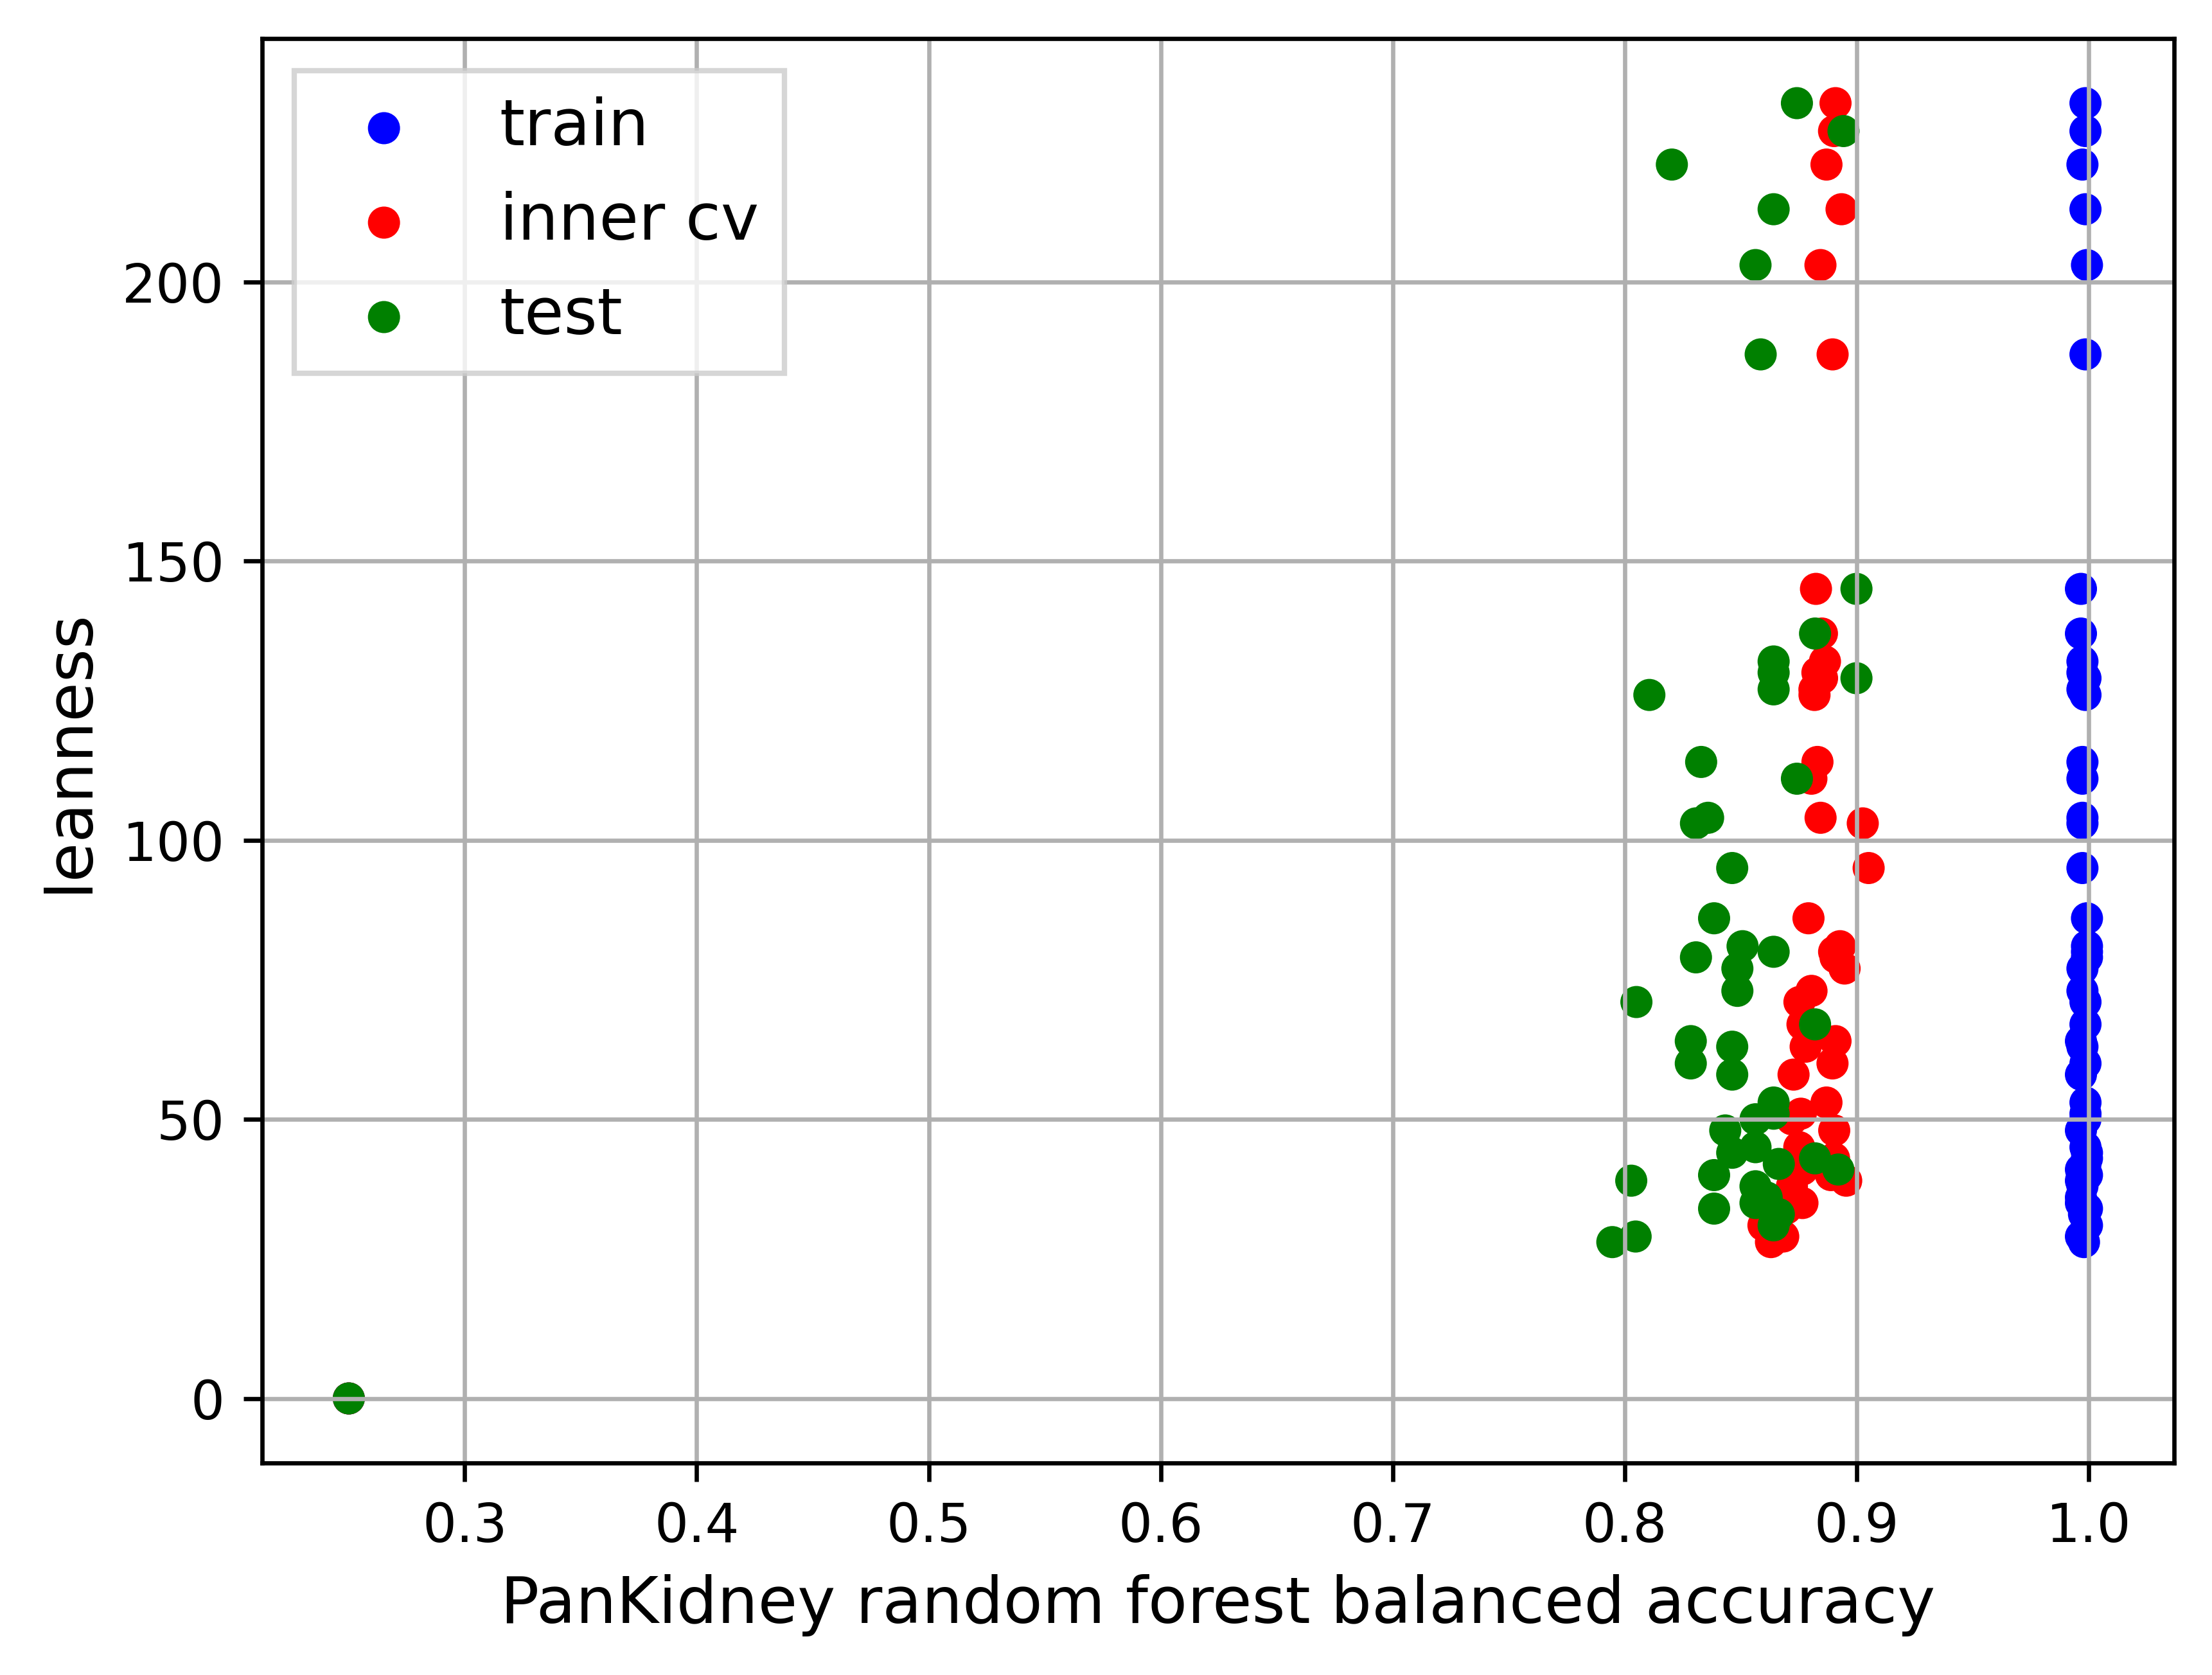 train
inner cv
test
200
150
100
50
0
leanness
0.3 0.4 0.5 0.6 0.7 0.8 0.9 1.0
PanKidney random forest balanced accuracy